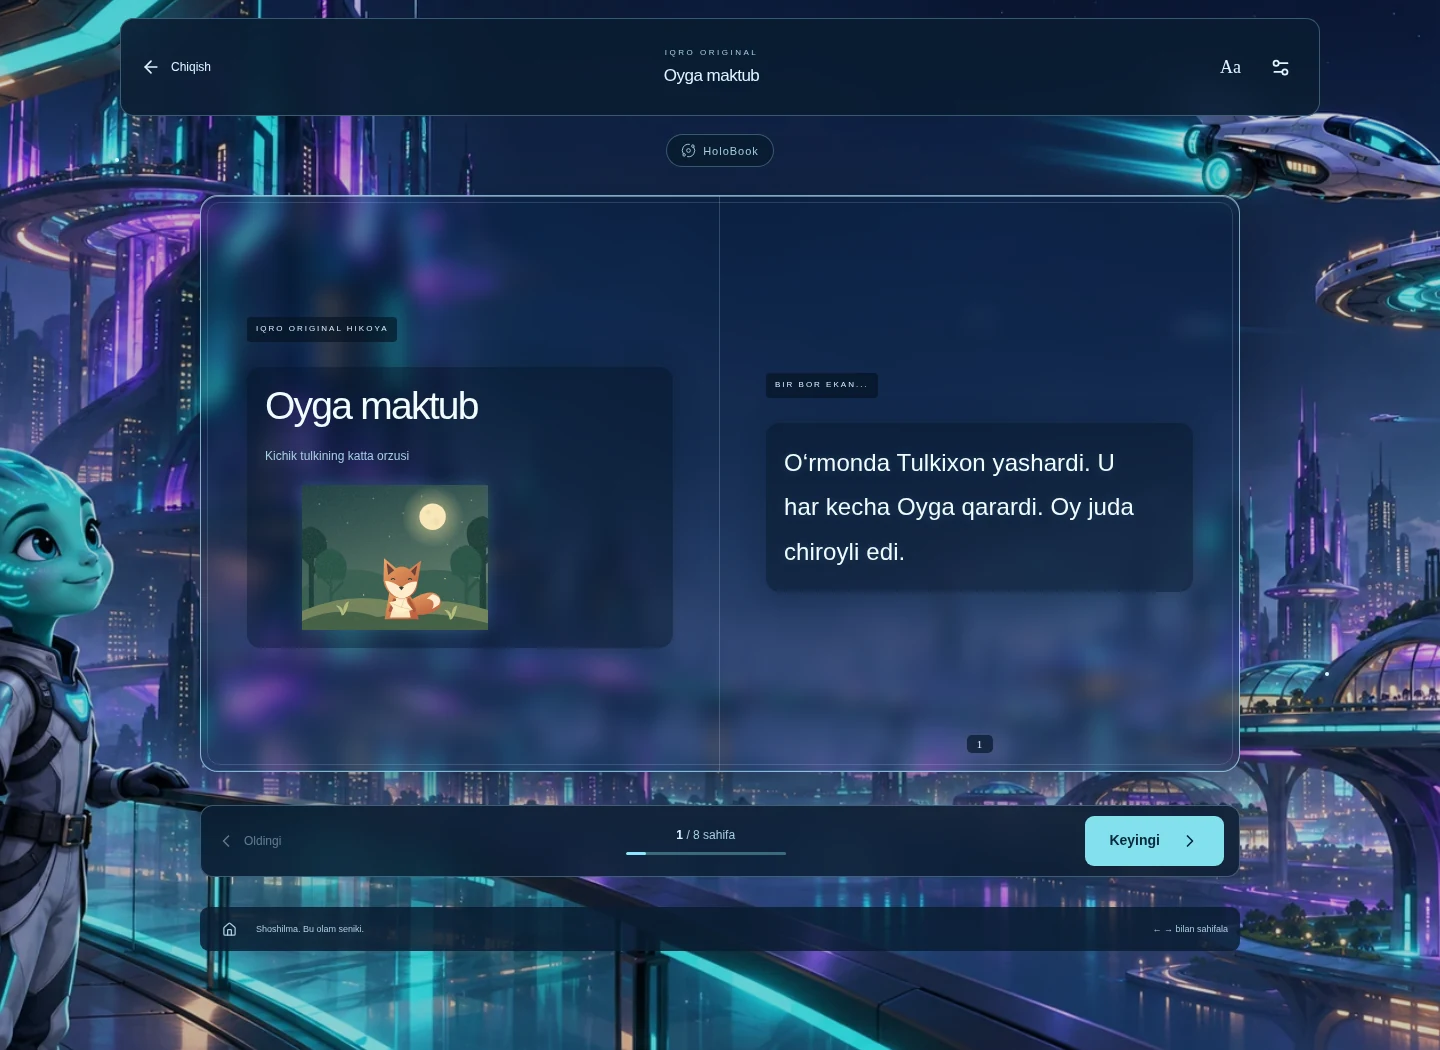 Chiqish
IQRO ORIGINAL
Oyga maktub
Aa
HoloBook
IQRO ORIGINAL HIKOYA
Oyga maktub
Kichik tulkining katta orzusi
BIR BOR EKAN...
Oʻrmonda Tulkixon yashardi. U
har kecha Oyga qarardi. Oy juda
chiroyli edi.
1
Oldingi
1 / 8 sahifa
Keyingi
Shoshilma. Bu olam seniki.
← → bilan sahifala